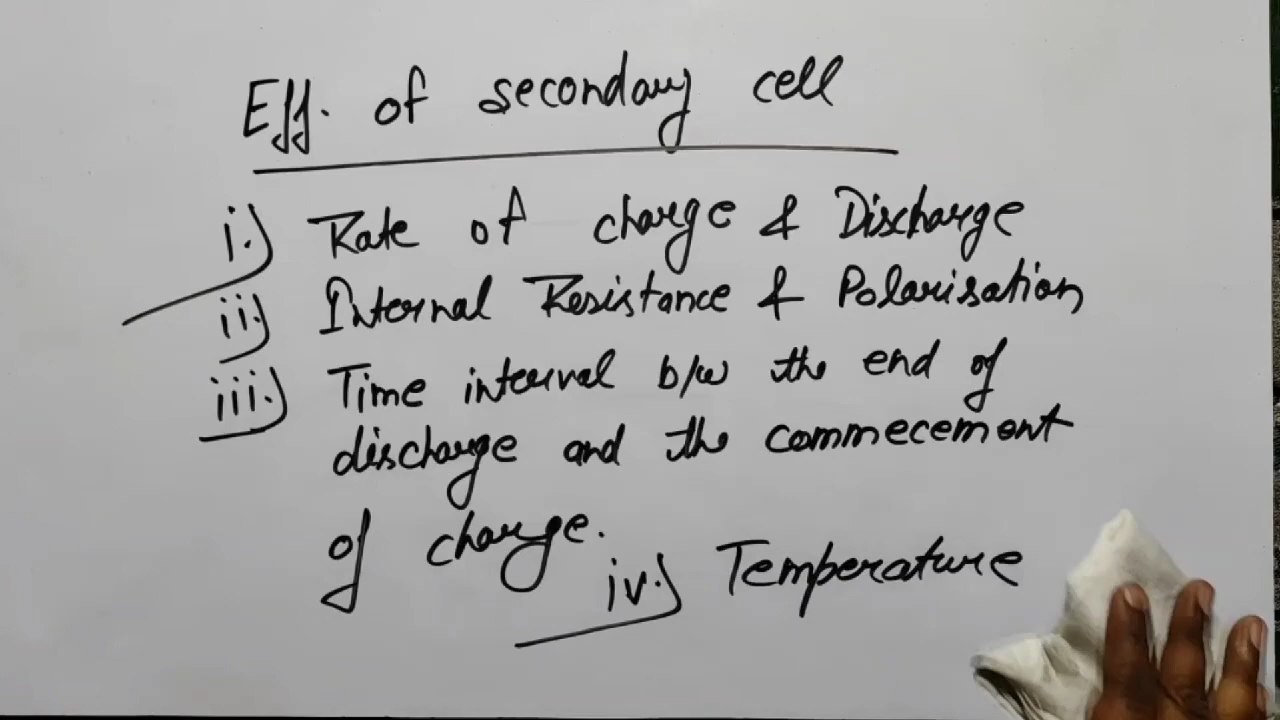 Eff. of secondary cell
i.) Rate of charge & Discharge
ii.) Internal Resistance & Polarisation
iii.) Time interval b/w the end of
discharge and the commecement
of charge.
iv.) Temperature